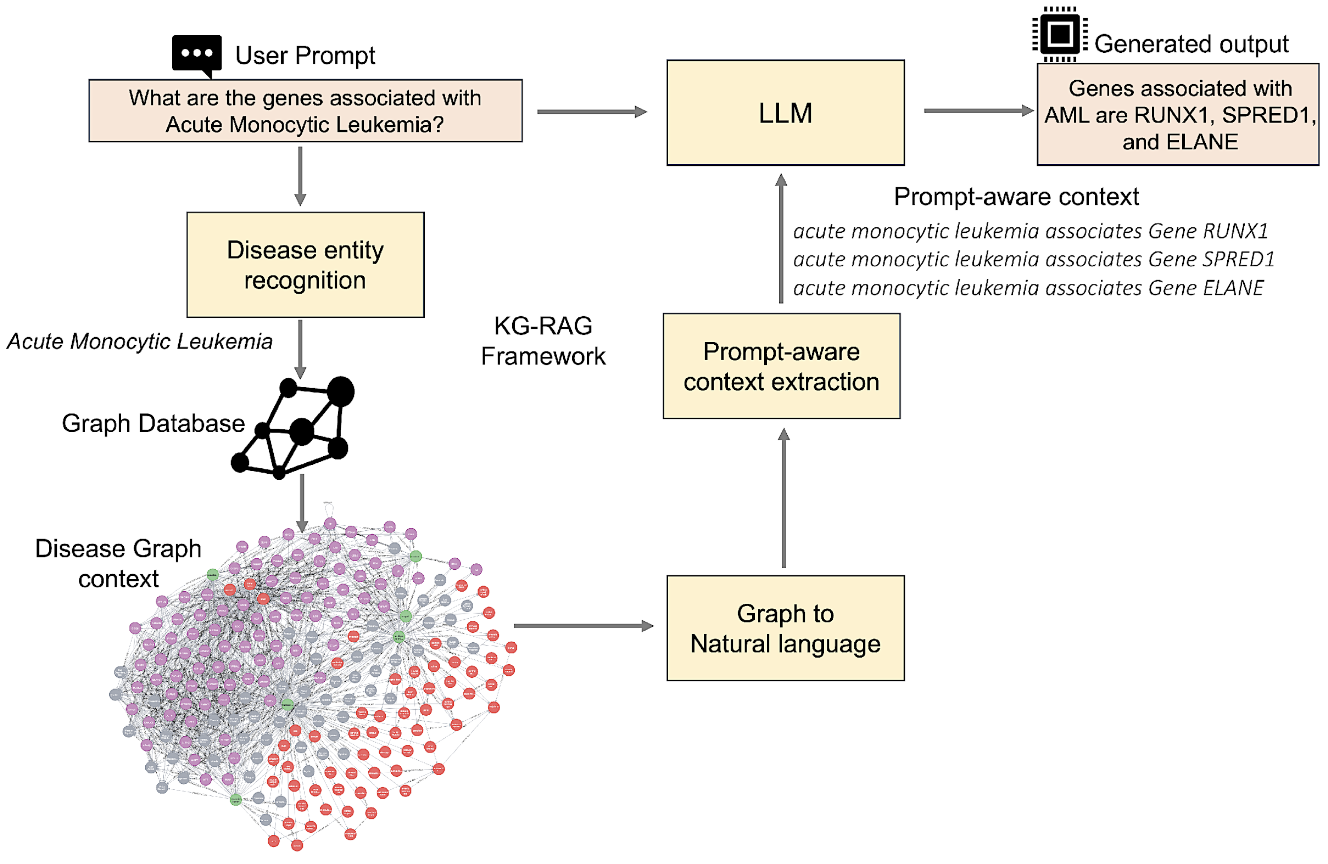 User Prompt
What are the genes associated with
Acute Monocytic Leukemia?
LLM
Generated output
Genes associated with
AML are RUNX1, SPRED1,
and ELANE
Disease entity
recognition
Acute Monocytic Leukemia
Graph Database
Disease Graph
context
KG-RAG
Framework
Graph to
Natural language
Prompt-aware
context extraction
Prompt-aware context
acute monocytic leukemia associates Gene RUNX1
acute monocytic leukemia associates Gene SPRED1
acute monocytic leukemia associates Gene ELANE